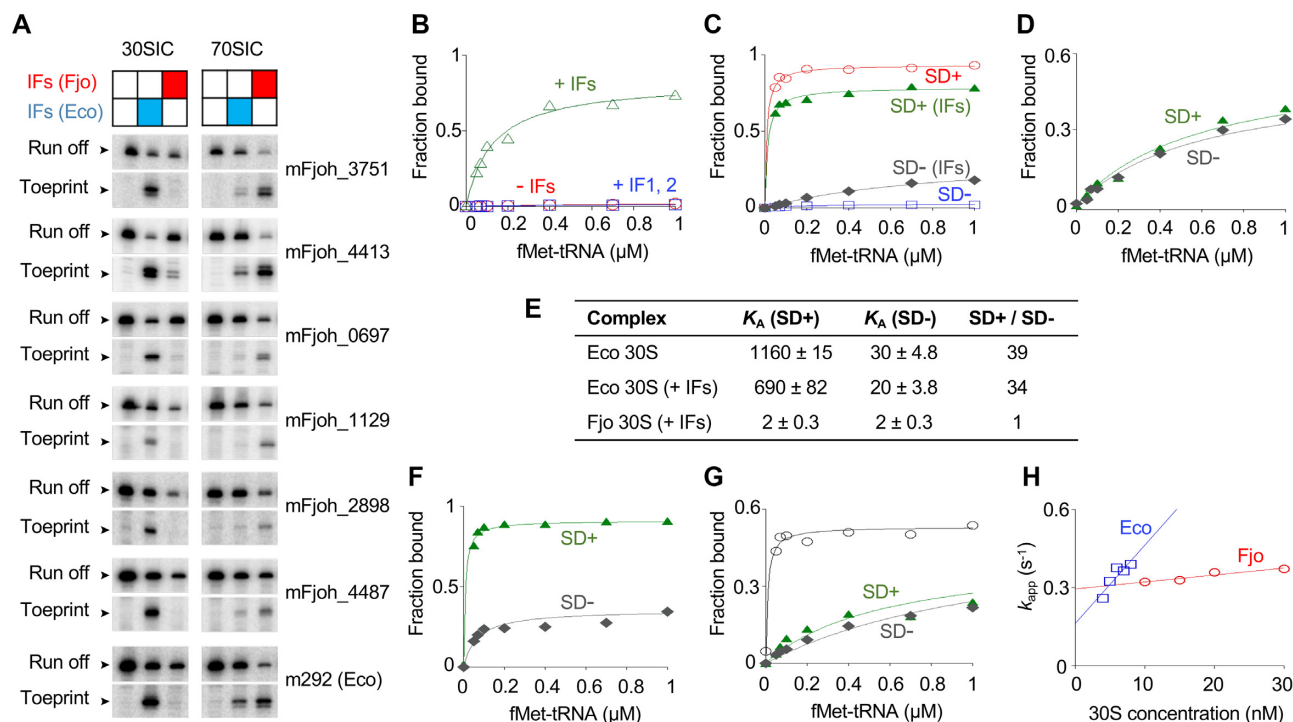 A
30SIC 70SIC
IFs (Fjo)
IFs (Eco)
Run off
Toeprint
mFjoh_3751
Run off
Toeprint
mFjoh_4413
Run off
Toeprint
mFjoh_0697
Run off
Toeprint
mFjoh_1129
Run off
Toeprint
mFjoh_2898
Run off
Toeprint
mFjoh_4487
Run off
Toeprint
m292 (Eco)
B
Fraction bound
1
0.5
0
+ IFs
- IFs
+ IF1, 2
0 0.2 0.4 0.6 0.8 1
fMet-tRNA (µM)
C
Fraction bound
1
0.5
0
SD+
SD+ (IFs)
SD- (IFs)
SD-
0 0.2 0.4 0.6 0.8 1
fMet-tRNA (µM)
D
Fraction bound
0.6
0.3
0
SD+
SD-
0 0.2 0.4 0.6 0.8 1
fMet-tRNA (µM)
E
Complex KA (SD+) KA (SD-) SD+ / SD-
Eco 30S 1160 ± 15 30 ± 4.8 39
Eco 30S (+ IFs) 690 ± 82 20 ± 3.8 34
Fjo 30S (+ IFs) 2 ± 0.3 2 ± 0.3 1
F
Fraction bound
1
0.5
0
SD+
SD-
0 0.2 0.4 0.6 0.8 1
fMet-tRNA (µM)
G
Fraction bound
0.6
0.3
0
SD+
SD-
0 0.2 0.4 0.6 0.8 1
fMet-tRNA (µM)
H
kapp (s⁻¹)
0.6
0.3
0
Eco
Fjo
0 10 20 30
30S concentration (nM)